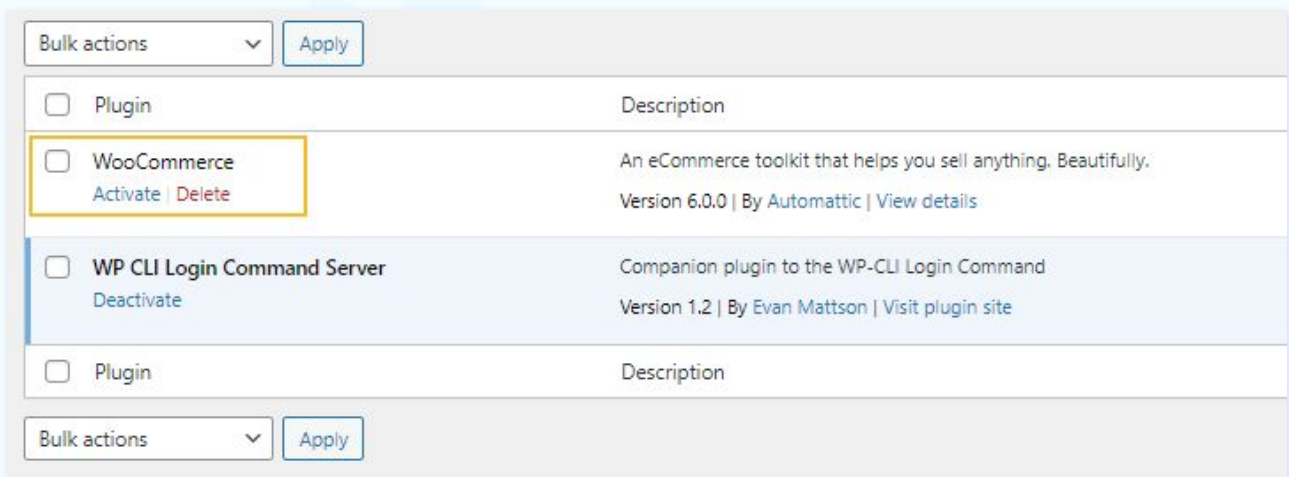 Bulk actions Apply
Plugin Description
WooCommerce An eCommerce toolkit that helps you sell anything. Beautifully.
Activate | Delete Version 6.0.0 | By Automattic | View details
WP CLI Login Command Server Companion plugin to the WP-CLI Login Command
Deactivate Version 1.2 | By Evan Mattson | Visit plugin site
Plugin Description
Bulk actions Apply